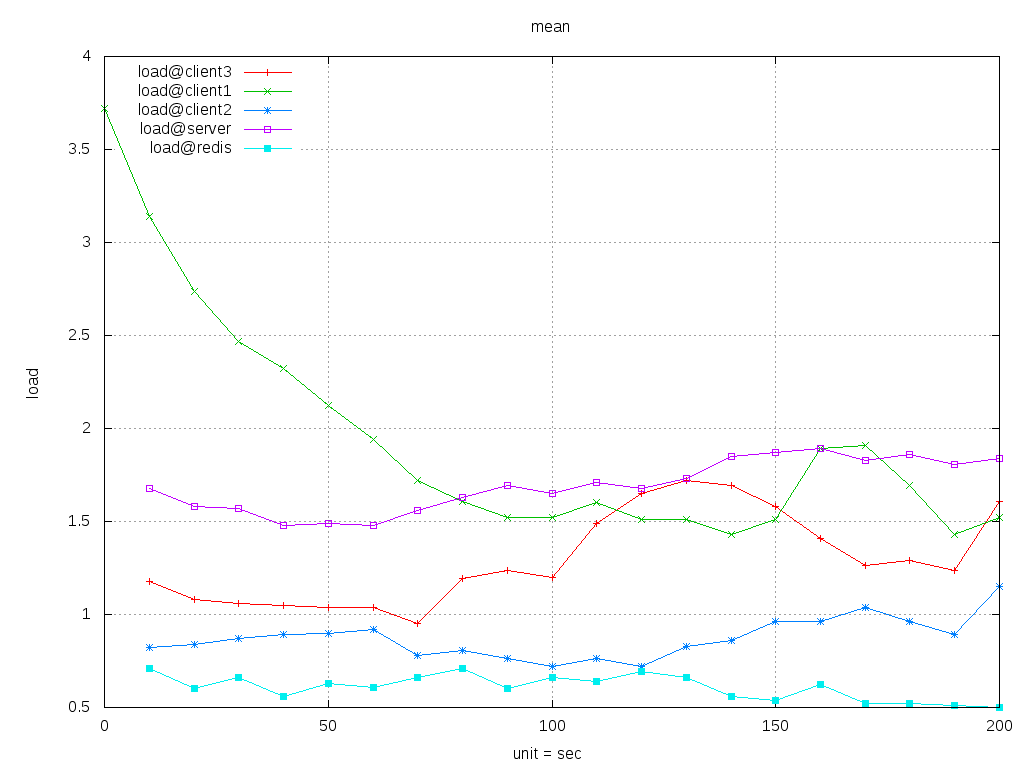 mean
4
3.5
3
2.5
2
1.5
1
0.5
load@client3
load@client1
load@client2
load@server
load@redis
load
0 50 100 150 200
unit = sec